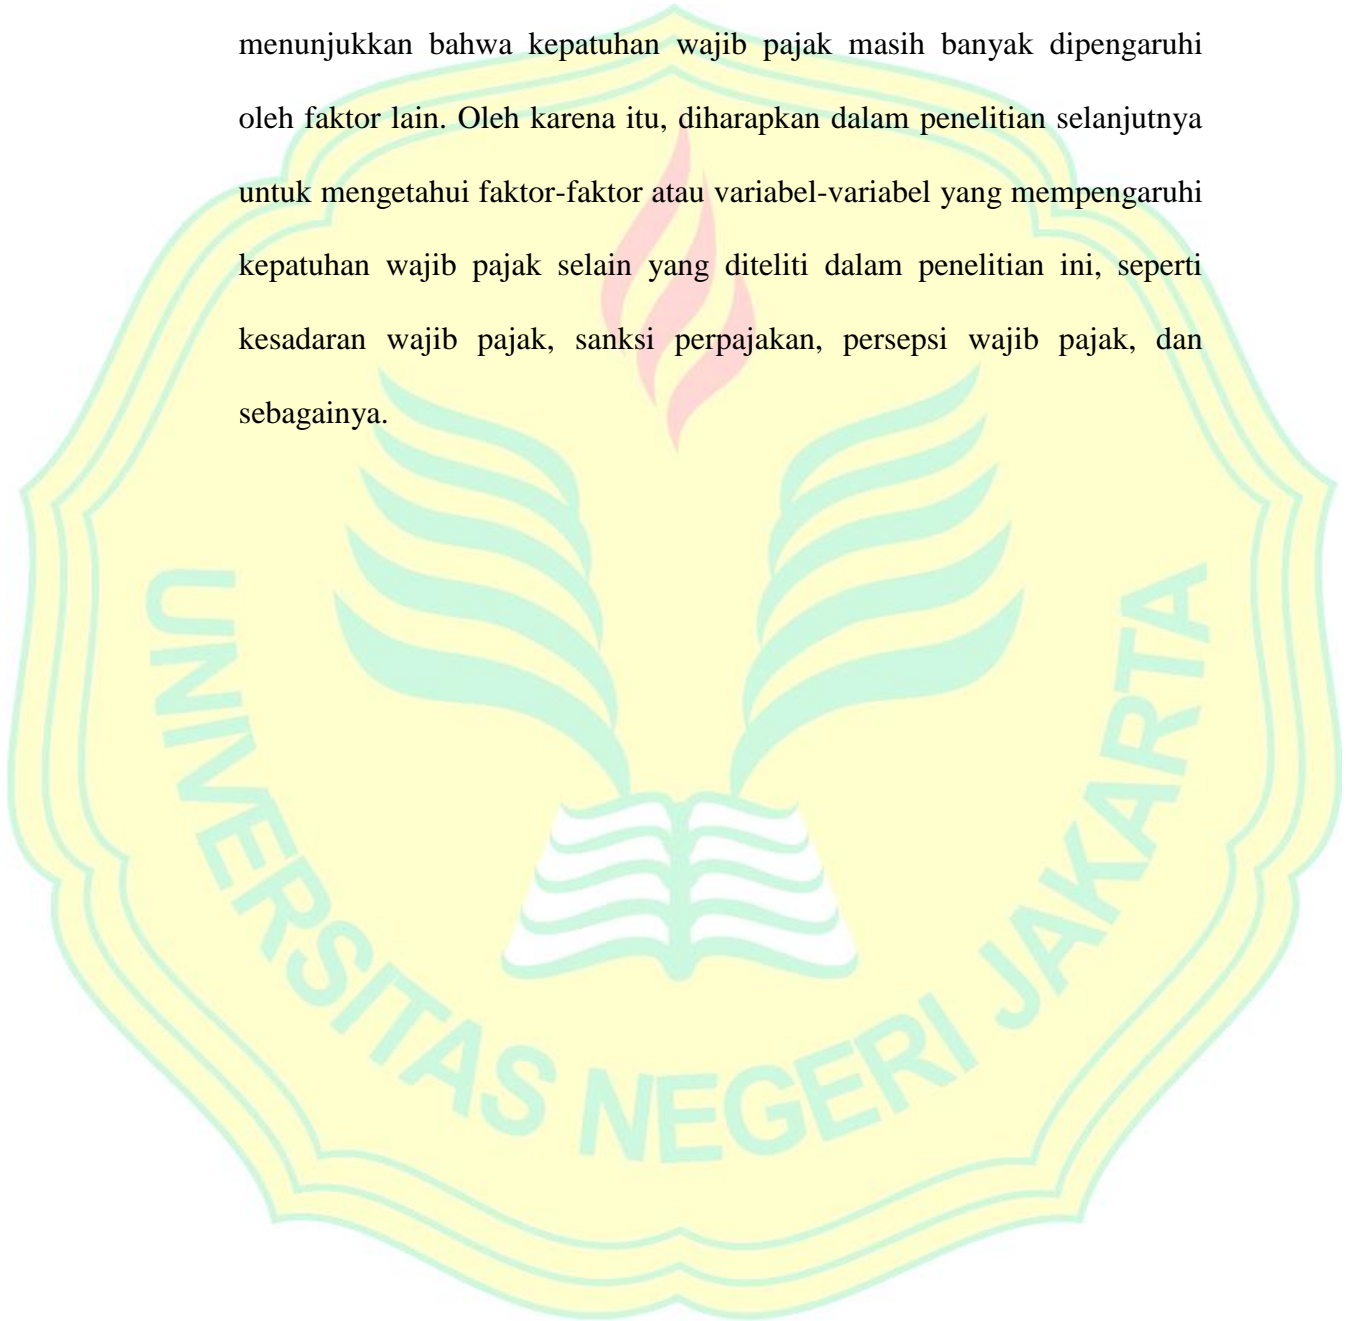 menunjukkan bahwa kepatuhan wajib pajak masih banyak dipengaruhi
oleh faktor lain. Oleh karena itu, diharapkan dalam penelitian selanjutnya
untuk mengetahui faktor-faktor atau variabel-variabel yang mempengaruhi
kepatuhan wajib pajak selain yang diteliti dalam penelitian ini, seperti
kesadaran wajib pajak, sanksi perpajakan, persepsi wajib pajak, dan
sebagainya.
UNIVERSITAS NEGERI JAKARTA